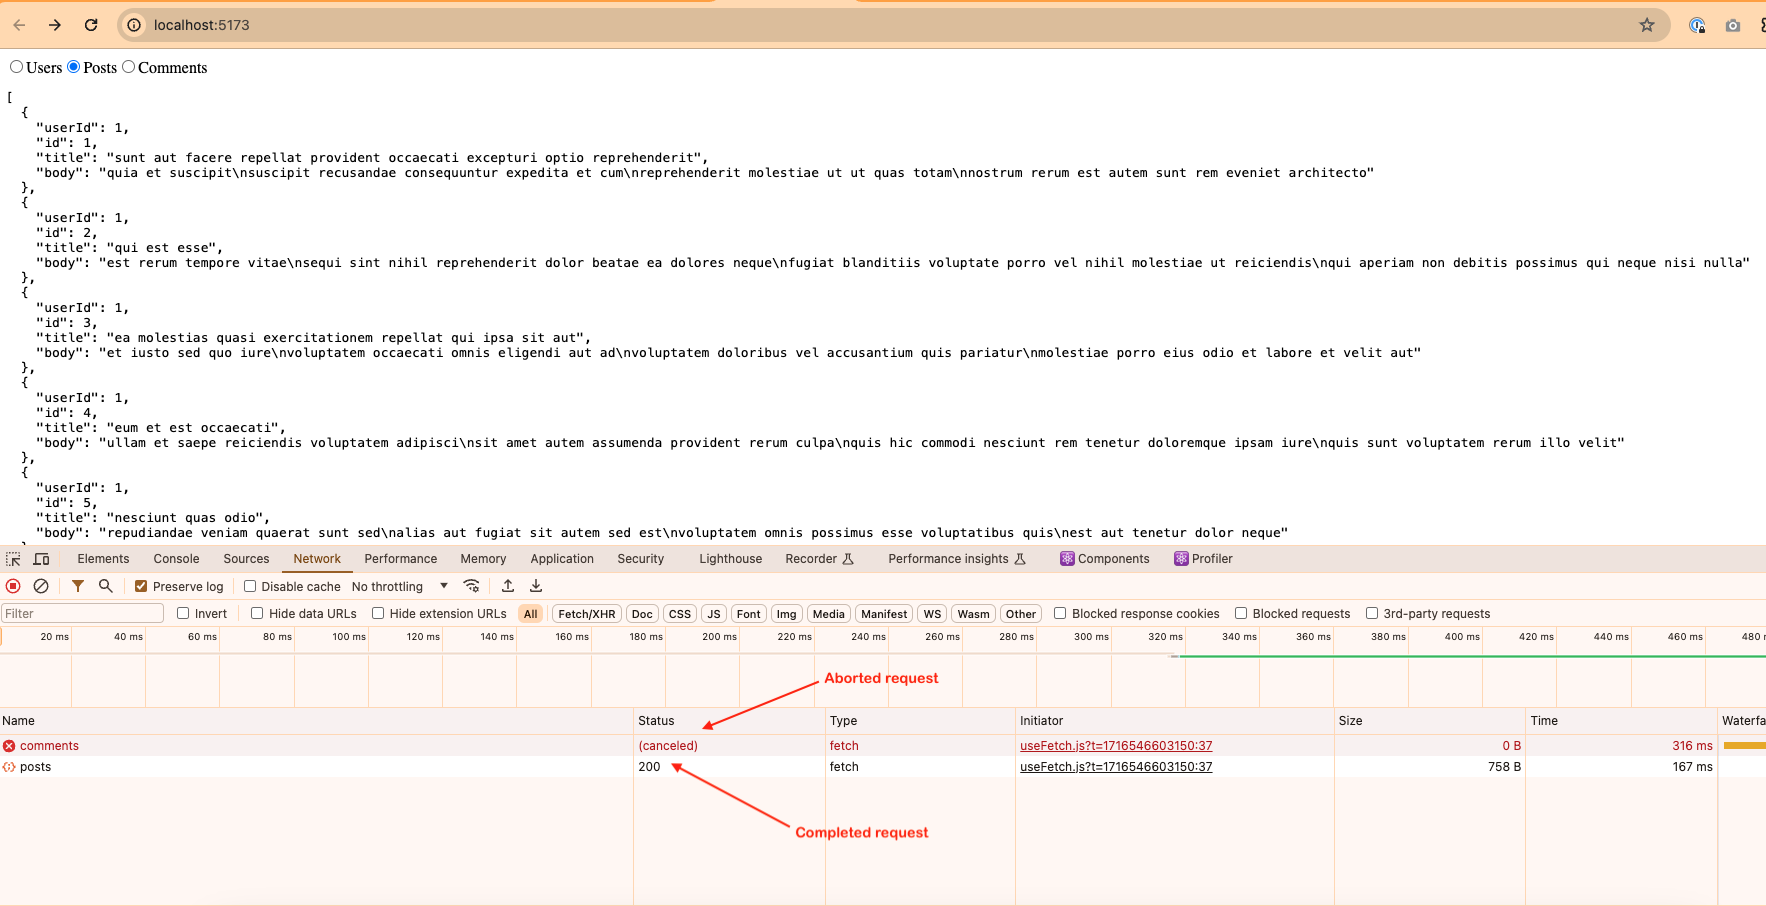 localhost:5173
Users Posts Comments
[
  {
    "userId": 1,
    "id": 1,
    "title": "sunt aut facere repellat provident occaecati excepturi optio reprehenderit",
    "body": "quia et suscipit\nsuscipit recusandae consequuntur expedita et cum\nreprehenderit molestiae ut ut quas totam\nnostrum rerum est autem sunt rem eveniet architecto"
  },
  {
    "userId": 1,
    "id": 2,
    "title": "qui est esse",
    "body": "est rerum tempore vitae\nsequi sint nihil reprehenderit dolor beatae ea dolores neque\nfugiat blanditiis voluptate porro vel nihil molestiae ut reiciendis\nqui aperiam non debitis possimus qui neque nisi nulla"
  },
  {
    "userId": 1,
    "id": 3,
    "title": "ea molestias quasi exercitationem repellat qui ipsa sit aut",
    "body": "et iusto sed quo iure\nvoluptatem occaecati omnis eligendi aut ad\nvoluptatem doloribus vel accusantium quis pariatur\nmolestiae porro eius odio et labore et velit aut"
  },
  {
    "userId": 1,
    "id": 4,
    "title": "eum et est occaecati",
    "body": "ullam et saepe reiciendis voluptatem adipisci\nsit amet autem assumenda provident rerum culpa\nquis hic commodi nesciunt rem tenetur doloremque ipsam iure\nquis sunt voluptatem rerum illo velit"
  },
  {
    "userId": 1,
    "id": 5,
    "title": "nesciunt quas odio",
    "body": "repudiandae veniam quaerat sunt sed\nalias aut fugiat sit autem sed est\nvoluptatem omnis possimus esse voluptatibus quis\nest aut tenetur dolor neque"
Elements Console Sources Network Performance Memory Application Security Lighthouse Recorder Performance insights Components Profiler
Preserve log Disable cache No throttling
Filter Invert Hide data URLs Hide extension URLs All Fetch/XHR Doc CSS JS Font Img Media Manifest WS Wasm Other Blocked response cookies Blocked requests 3rd-party requests
20 ms 40 ms 60 ms 80 ms 100 ms 120 ms 140 ms 160 ms 180 ms 200 ms 220 ms 240 ms 260 ms 280 ms 300 ms 320 ms 340 ms 360 ms 380 ms 400 ms 420 ms 440 ms 460 ms 480
Aborted request
Name Status Type Initiator Size Time Waterfa
comments (canceled) fetch useFetch.js?t=1716546603150:37 0 B 316 ms
posts 200 fetch useFetch.js?t=1716546603150:37 758 B 167 ms
Completed request